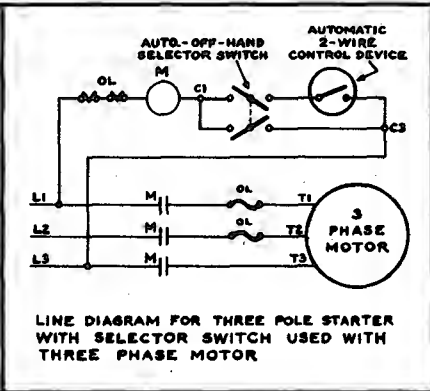 AUTOMATIC
2-WIRE
CONTROL DEVICE
AUTO.-OFF-HAND
SELECTOR SWITCH
OL
M
C1
C3
L1
M
OL
T1
L2
M
OL
T2
L3
M
T3
3
PHASE
MOTOR
LINE DIAGRAM FOR THREE POLE STARTER
WITH SELECTOR SWITCH USED WITH
THREE PHASE MOTOR